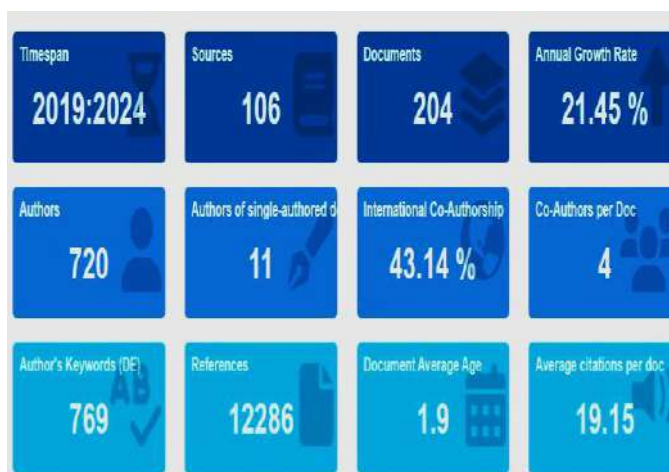 Timespan
2019:2024
Sources
106
Documents
204
Annual Growth Rate
21.45 %
Authors
720
Authors of single-authored d
11
International Co-Authorship
43.14 %
Co-Authors per Doc
4
Author's Keywords (DE)
AB
769
References
12286
Document Average Age
1.9
Average citations per doc
19.15